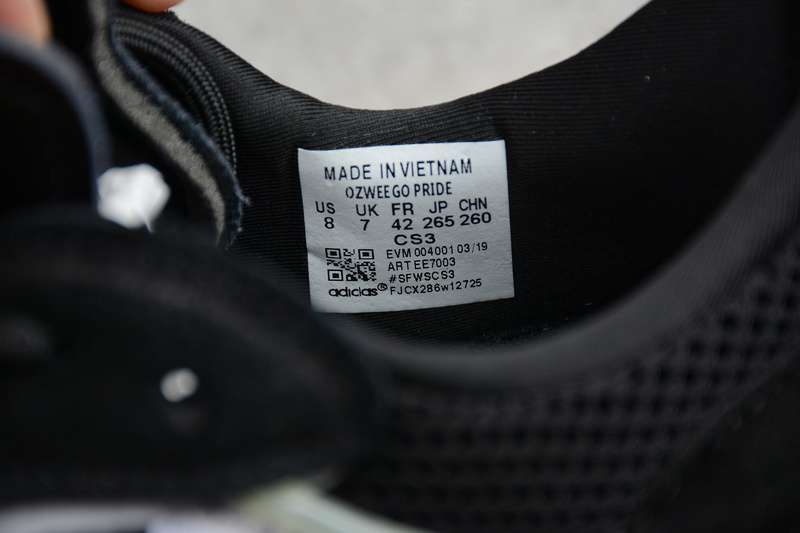 MADE IN VIETNAM
OZWEEGO PRIDE
US UK FR JP CHN
8 7 42 265 260
CS3
EVM 004001 03/19
ART EE7003
#SFWSCS3
adidas® FJCX286w12725